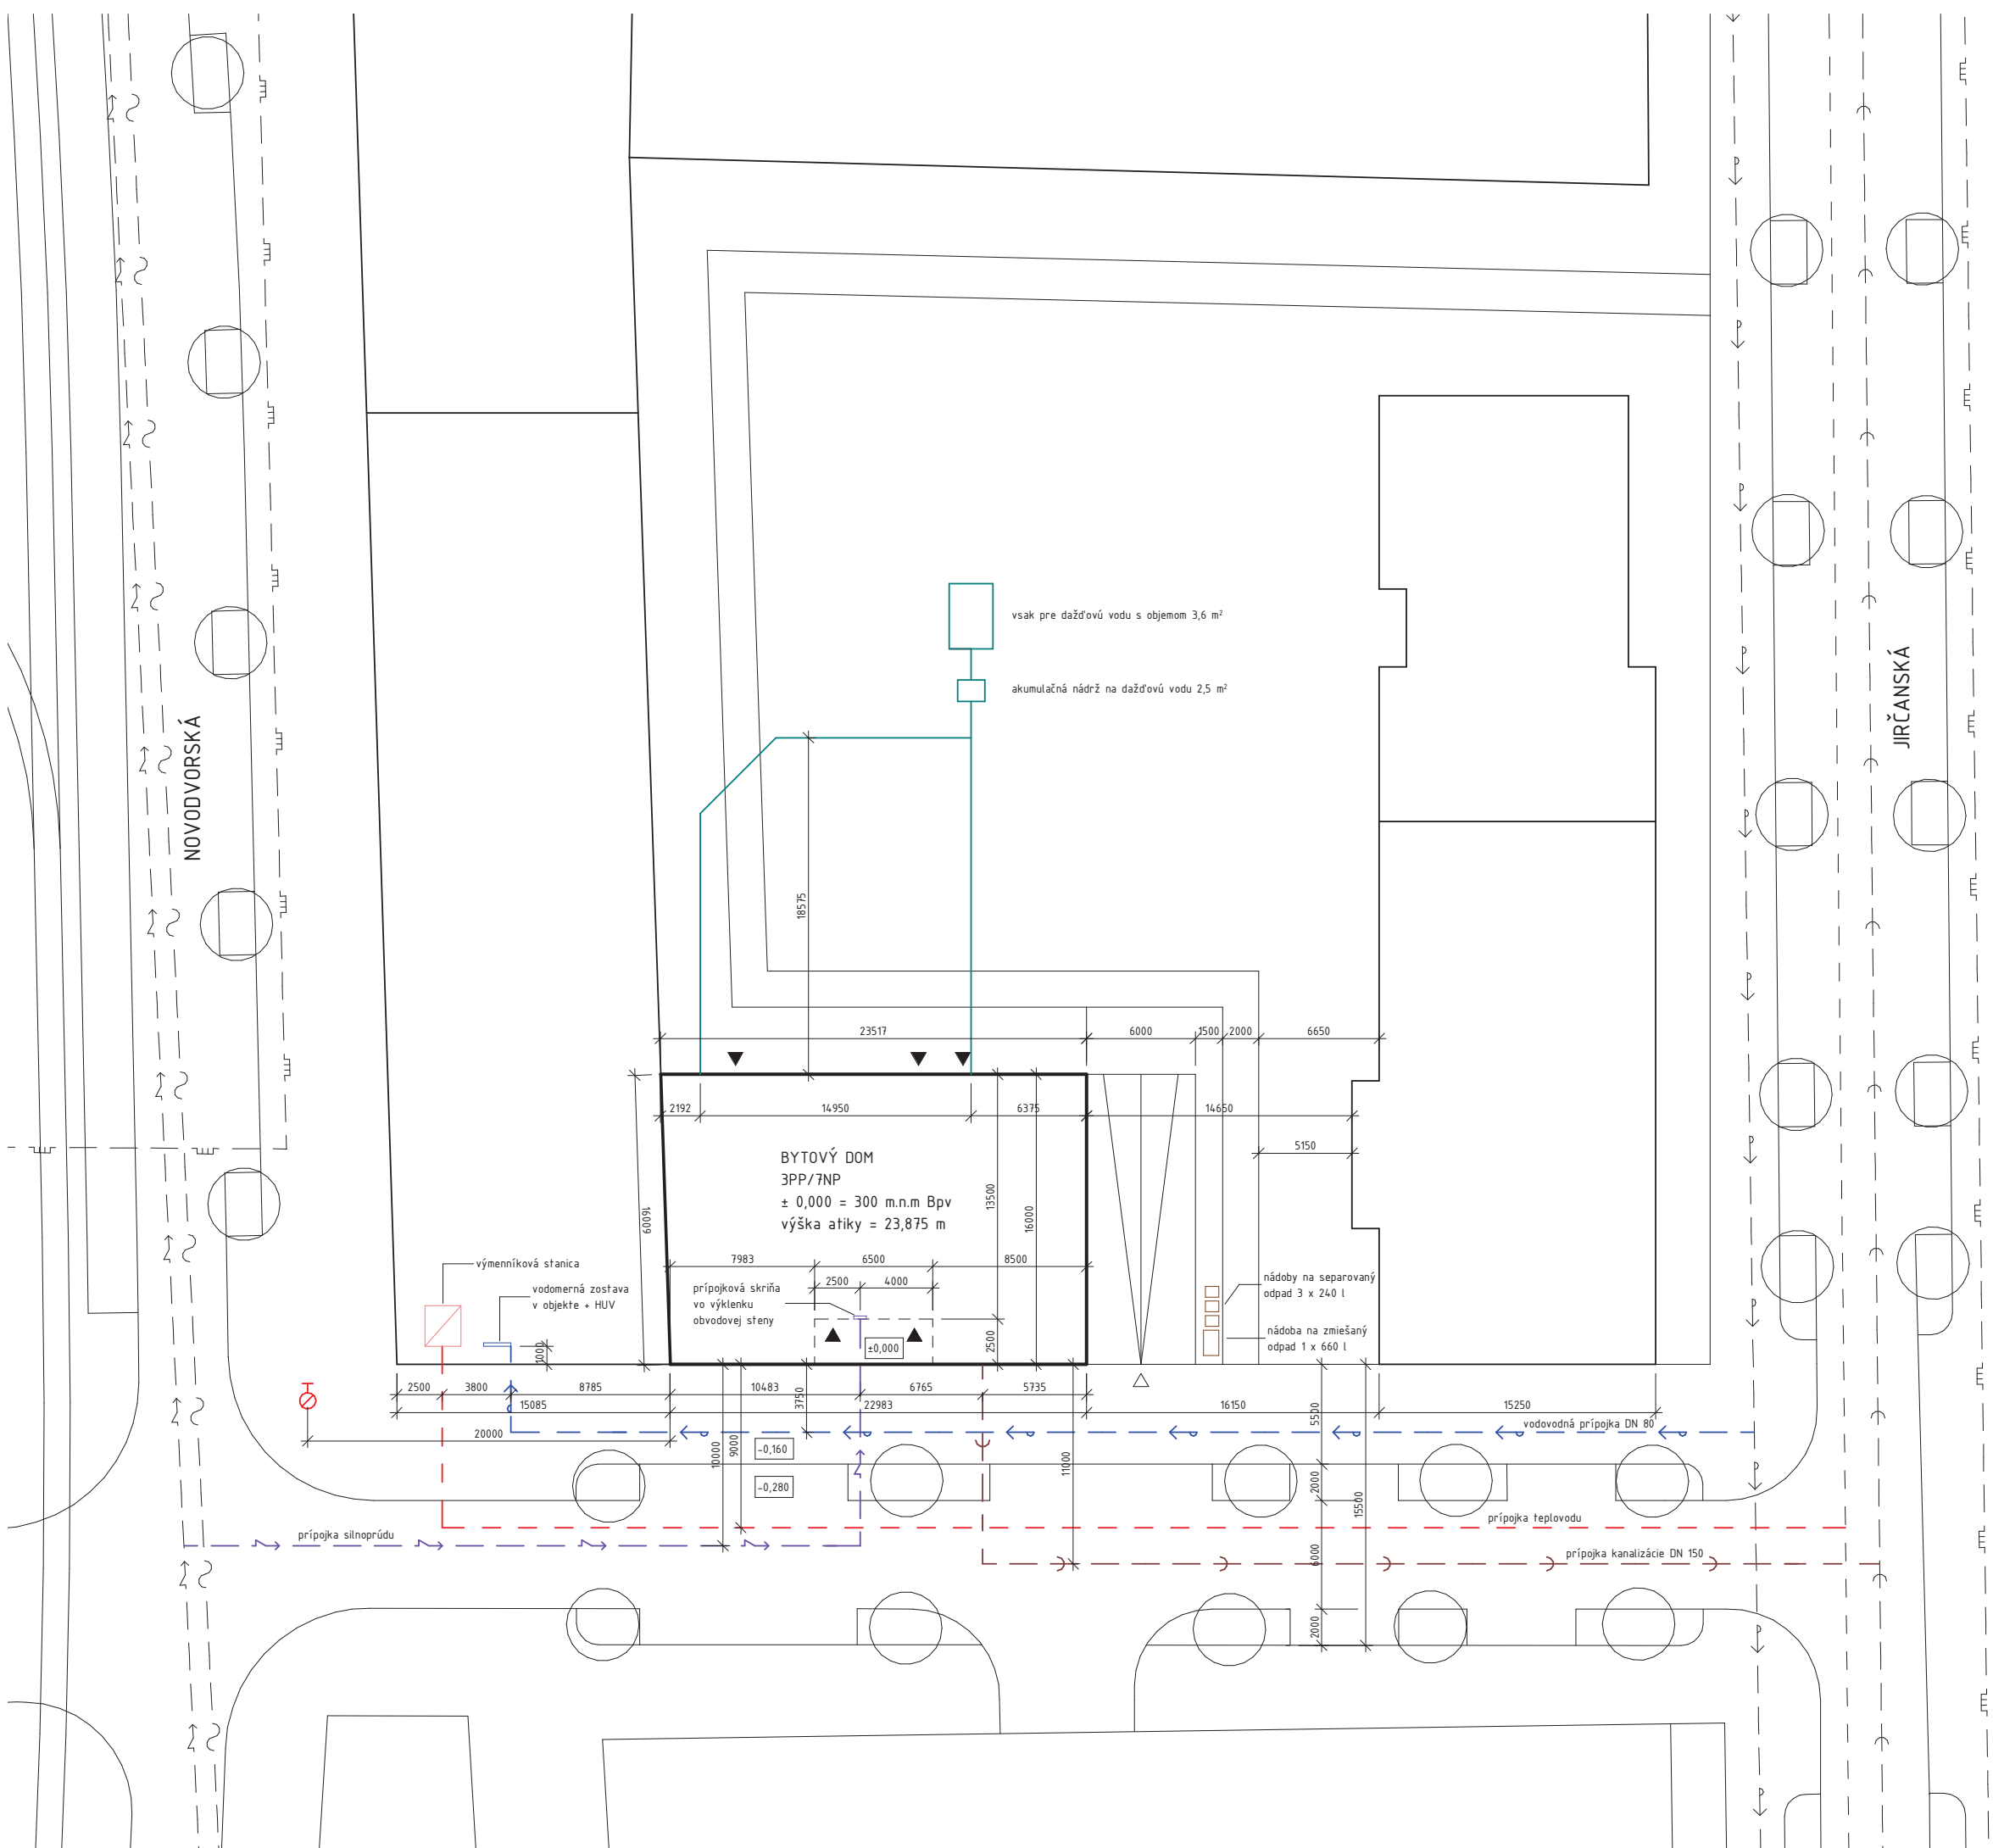 NOVODVORSKÁ
JIRČANSKÁ
vsak pre dažďovú vodu s objemom 3,6 m²
akumulačná nádrž na dažďovú vodu 2,5 m²
18575
23517
6000
1500
2000
6650
2192
14950
6375
14650
5150
BYTOVÝ DOM
3PP/7NP
± 0,000 = 300 m.n.m Bpv
výška atiky = 23,875 m
16009
13500
16000
7983
6500
8500
2500
4000
výmenníková stanica
vodomerná zostava
v objekte + HUV
prípojková skriňa
vo výklenku
obvodovej steny
±0,000
2500
1000
nádoby na separovaný
odpad 3 x 240 l
nádoba na zmiešaný
odpad 1 x 660 l
2500
3800
8785
10483
6765
5735
3750
15085
22983
16150
15250
20000
5500
vodovodná prípojka DN 80
10000
9000
-0,160
-0,280
11000
2000
15500
prípojka teplovodu
prípojka silnoprúdu
prípojka kanalizácie DN 150
6000
2000